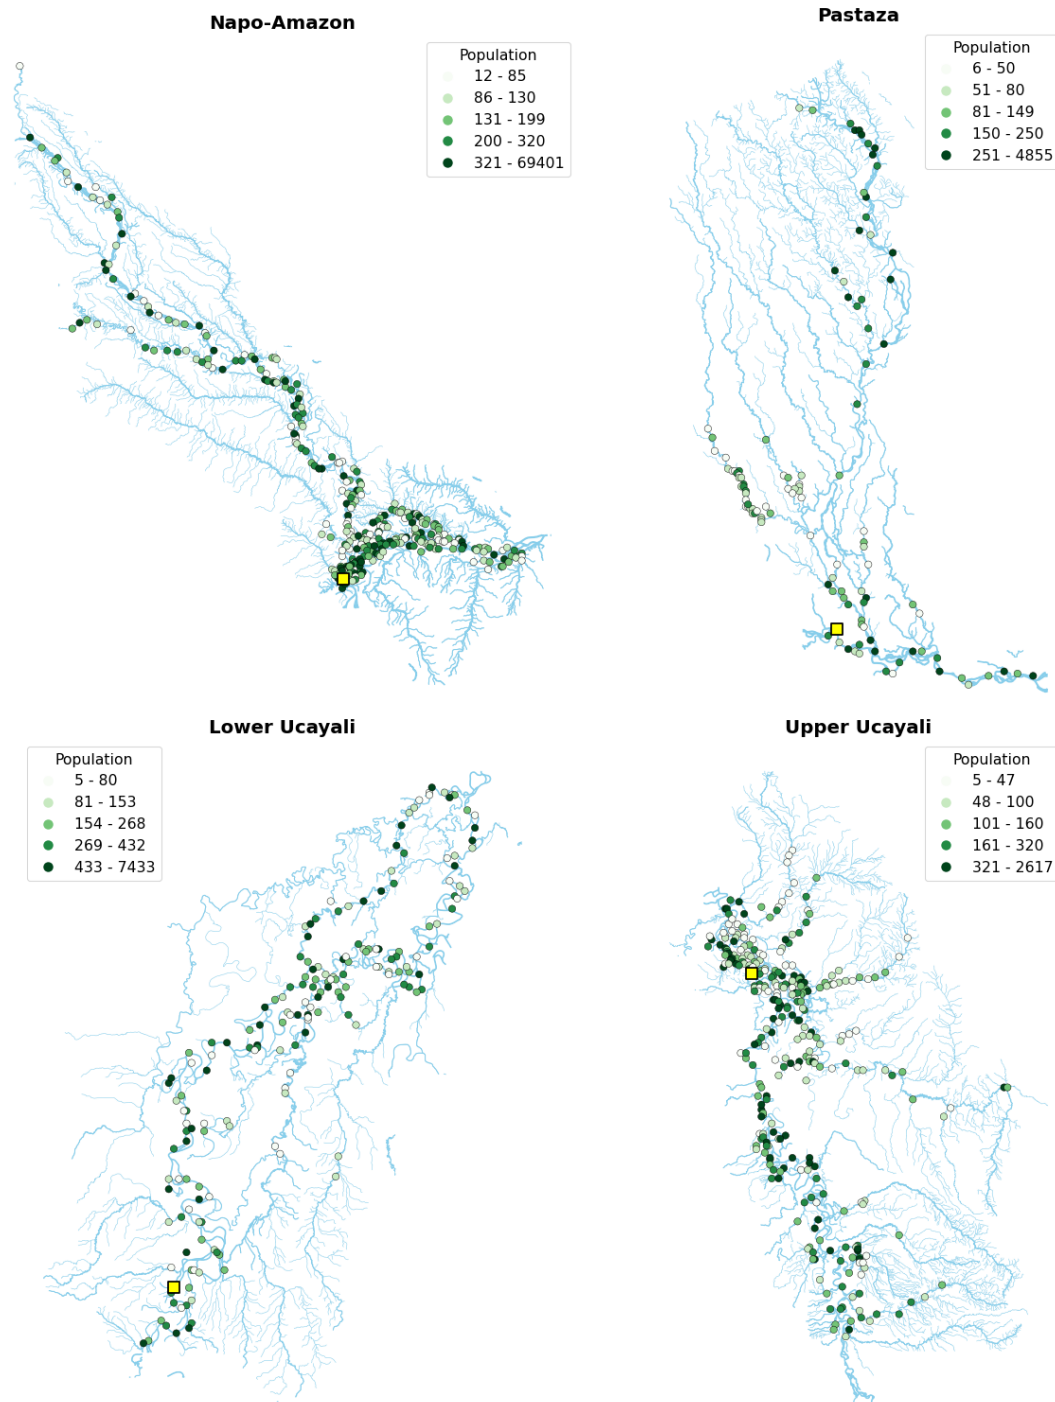 Napo-Amazon
Population
12 - 85
86 - 130
131 - 199
200 - 320
321 - 69401
Pastaza
Population
6 - 50
51 - 80
81 - 149
150 - 250
251 - 4855
Lower Ucayali
Population
5 - 80
81 - 153
154 - 268
269 - 432
433 - 7433
Upper Ucayali
Population
5 - 47
48 - 100
101 - 160
161 - 320
321 - 2617